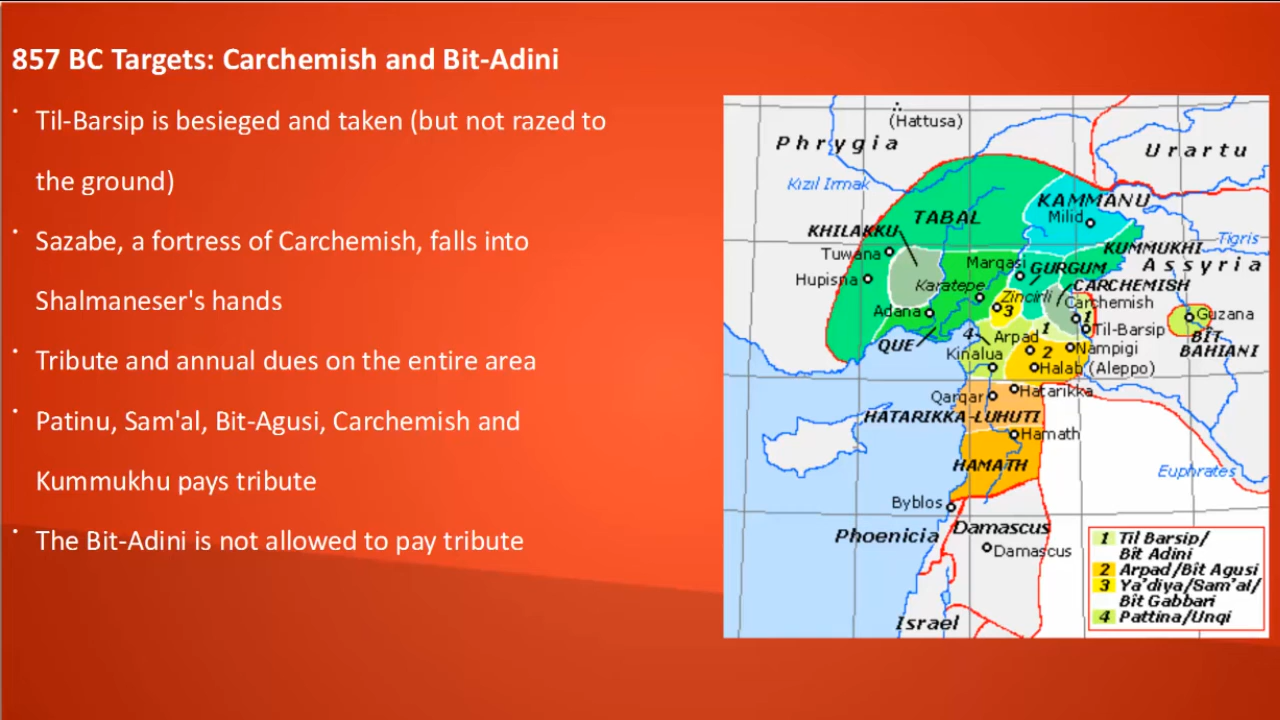 857 BC Targets: Carchemish and Bit-Adini
· Til-Barsip is besieged and taken (but not razed to
the ground)
· Sazabe, a fortress of Carchemish, falls into
Shalmaneser's hands
· Tribute and annual dues on the entire area
· Patinu, Sam'al, Bit-Agusi, Carchemish and
Kummukhu pays tribute
· The Bit-Adini is not allowed to pay tribute
(Hattusa)
Phrygia
Urartu
Kızıl Irmak
KAMMANU
Milid
TABAL
KHILAKKU
Tuwana
Tigris
KUMMUKHI
Margasi
GURGUM
Assyria
Hupisna
Karatepe
CARCHEMISH
Zincirli
Carchemish
3
Adana
1
Guzana
4
1
Til-Barsip
QUE
Arpad
BIT
BAHIANI
Kinalua
2
Nampigi
Halab (Aleppo)
Qarqar
Hatarikka
HATARIKKA-LUHUTI
Hamath
HAMATH
Euphrates
Byblos
Phoenicia
Damascus
Damascus
Israel
1 Til Barsip/
Bît Adini
2 Arpad/Bît Agusi
3 Ya'diya/Sam'al/
Bît Gabbari
4 Pattina/Unqi